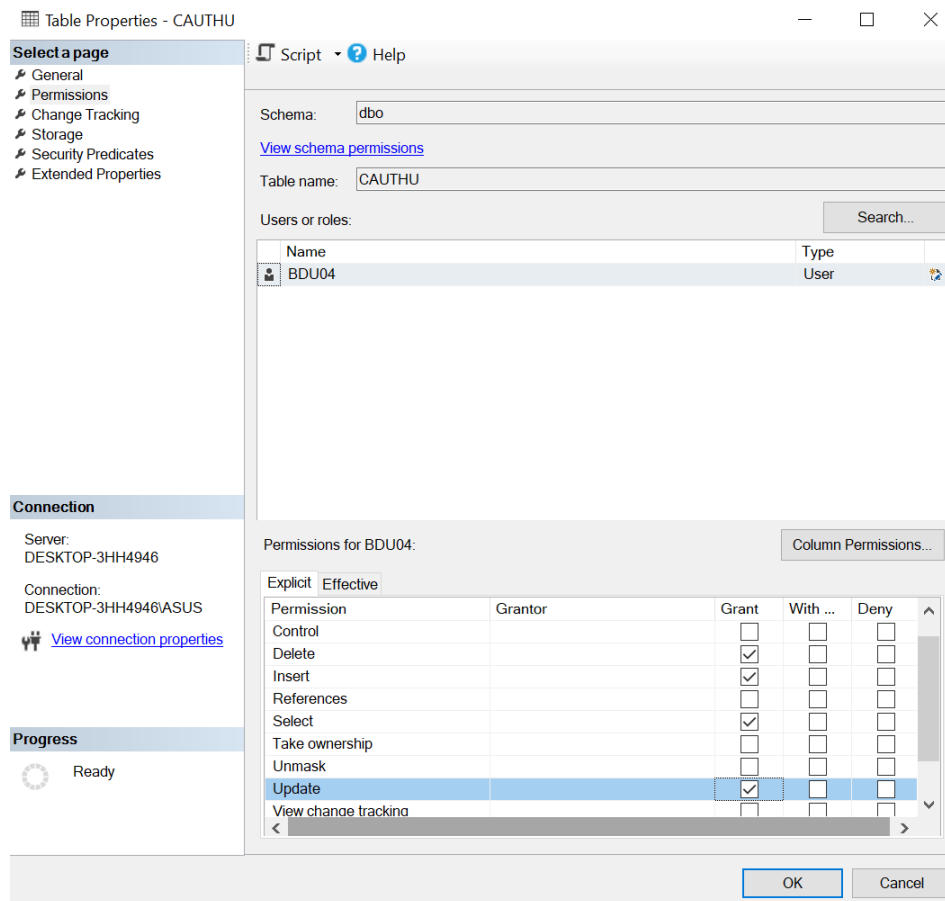 Table Properties - CAUTHU
Select a page
General
Permissions
Change Tracking
Storage
Security Predicates
Extended Properties
Script
Help
Schema:
dbo
View schema permissions
Table name:
CAUTHU
Users or roles:
Search...
Name
Type
BDU04
User
Connection
Server:
DESKTOP-3HH4946
Connection:
DESKTOP-3HH4946\ASUS
View connection properties
Progress
Ready
Permissions for BDU04:
Column Permissions...
Explicit
Effective
Permission
Grantor
Grant
With ...
Deny
Control
Delete
Insert
References
Select
Take ownership
Unmask
Update
View change tracking
OK
Cancel